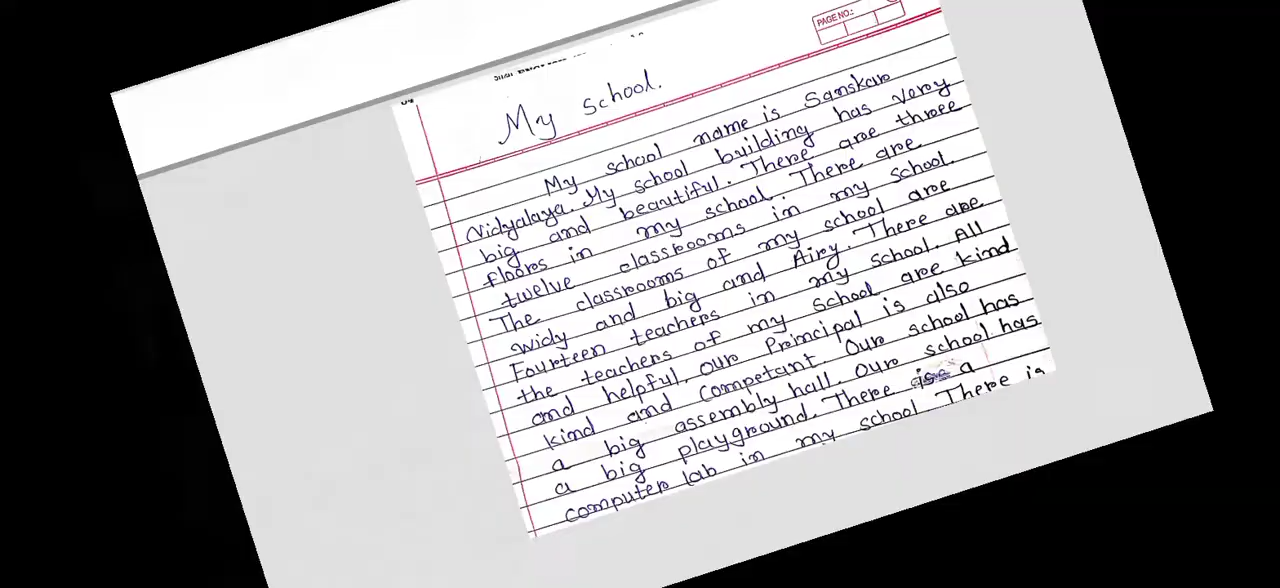 PAGE NO.:
My school.
My school name is Sanskar
Vidyalaya. My school building has very
big and beautiful. There are three
floors in my school. There are
twelve classrooms in my school.
The classrooms of my school are
widy and big and Airy. There are
Fourteen teachers in my school. All
the teachers of my school are kind
and helpful. our Principal is also
kind and competant. Our school has
a big assembly hall. Our school has
a big playground. There is a
computer lab in my school. There is